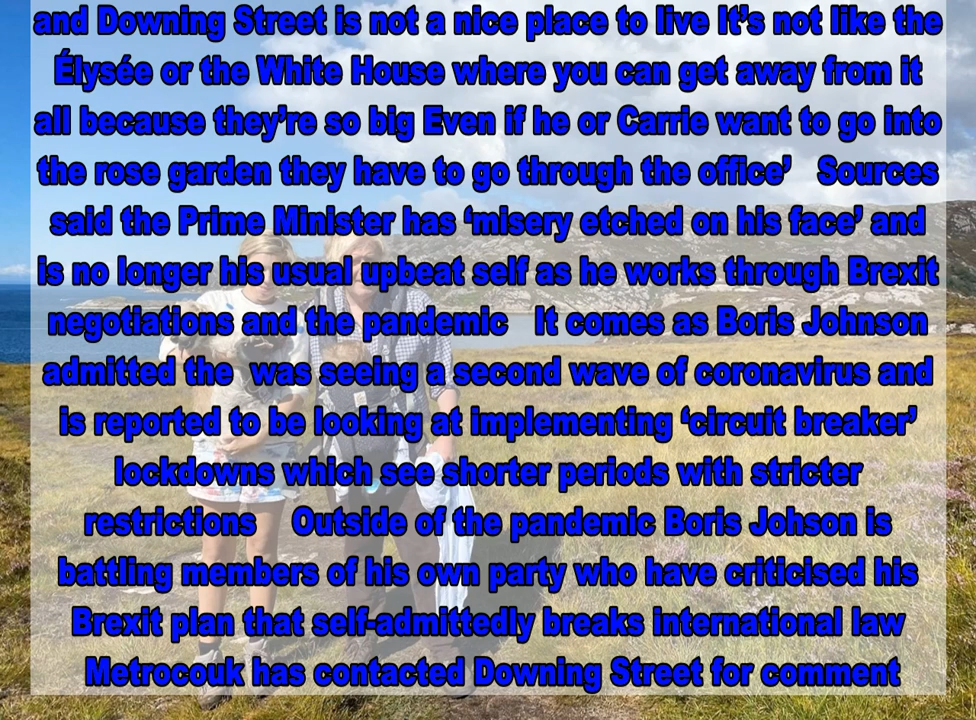 and Downing Street is not a nice place to live It’s not like the
Élysée or the White House where you can get away from it
all because they’re so big Even if he or Carrie want to go into
the rose garden they have to go through the office’ Sources
said the Prime Minister has ‘misery etched on his face’ and
is no longer his usual upbeat self as he works through Brexit
negotiations and the pandemic It comes as Boris Johnson
admitted the was seeing a second wave of coronavirus and
is reported to be looking at implementing ‘circuit breaker’
lockdowns which see shorter periods with stricter
restrictions Outside of the pandemic Boris Johson is
battling members of his own party who have criticised his
Brexit plan that self-admittedly breaks international law
Metrocouk has contacted Downing Street for comment